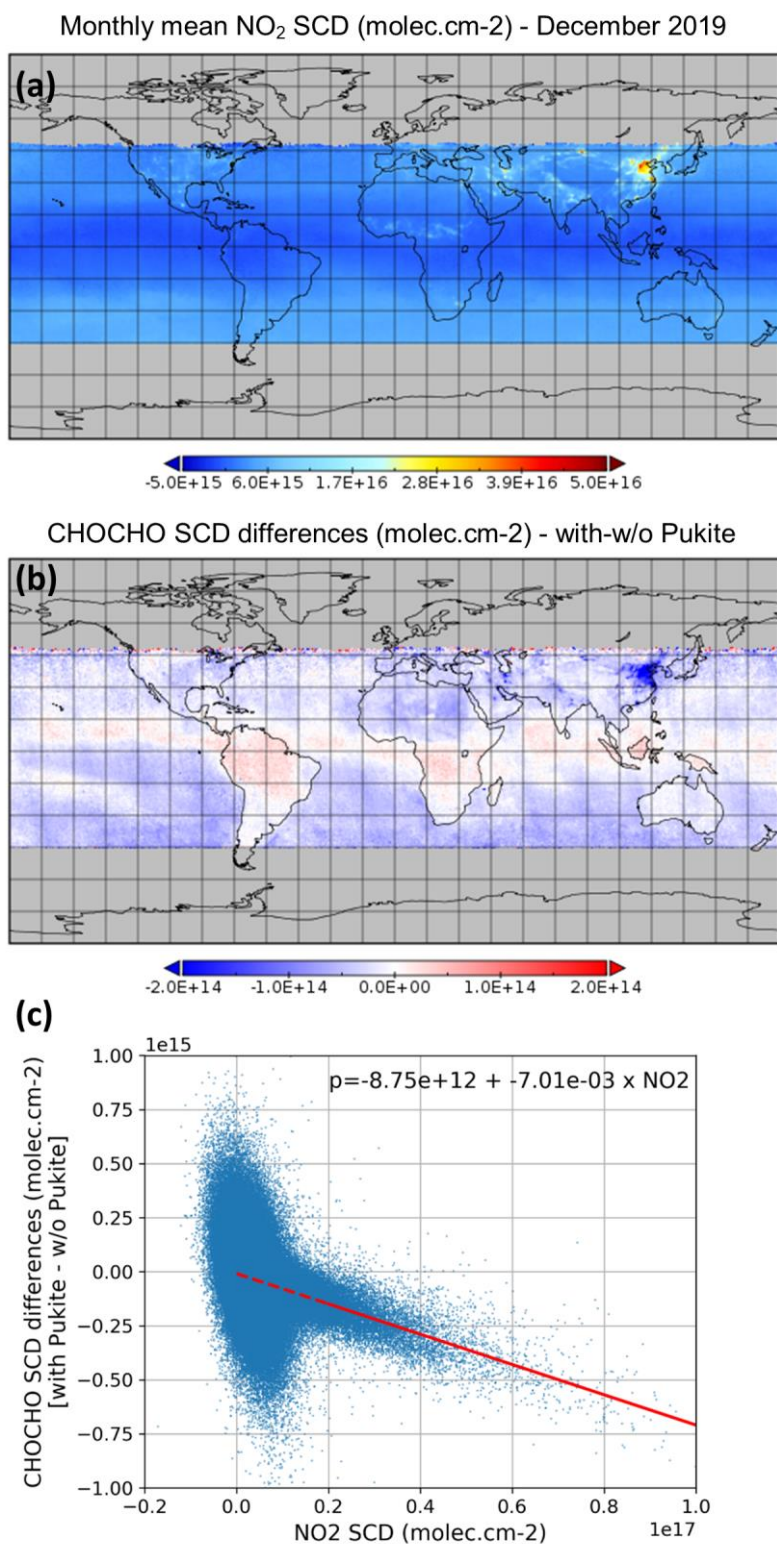 Monthly mean NO₂ SCD (molec.cm-2) - December 2019
(a)
-5.0E+15 6.0E+15 1.7E+16 2.8E+16 3.9E+16 5.0E+16
CHOCHO SCD differences (molec.cm-2) - with-w/o Pukite
(b)
-2.0E+14 -1.0E+14 0.0E+00 1.0E+14 2.0E+14
(c)
1e15
p=-8.75e+12 + -7.01e-03 x NO2
CHOCHO SCD differences (molec.cm-2)
[with Pukite - w/o Pukite]
1.00
0.75
0.50
0.25
0.00
−0.25
−0.50
−0.75
−1.00
−0.2 0.0 0.2 0.4 0.6 0.8 1.0
NO2 SCD (molec.cm-2)
1e17